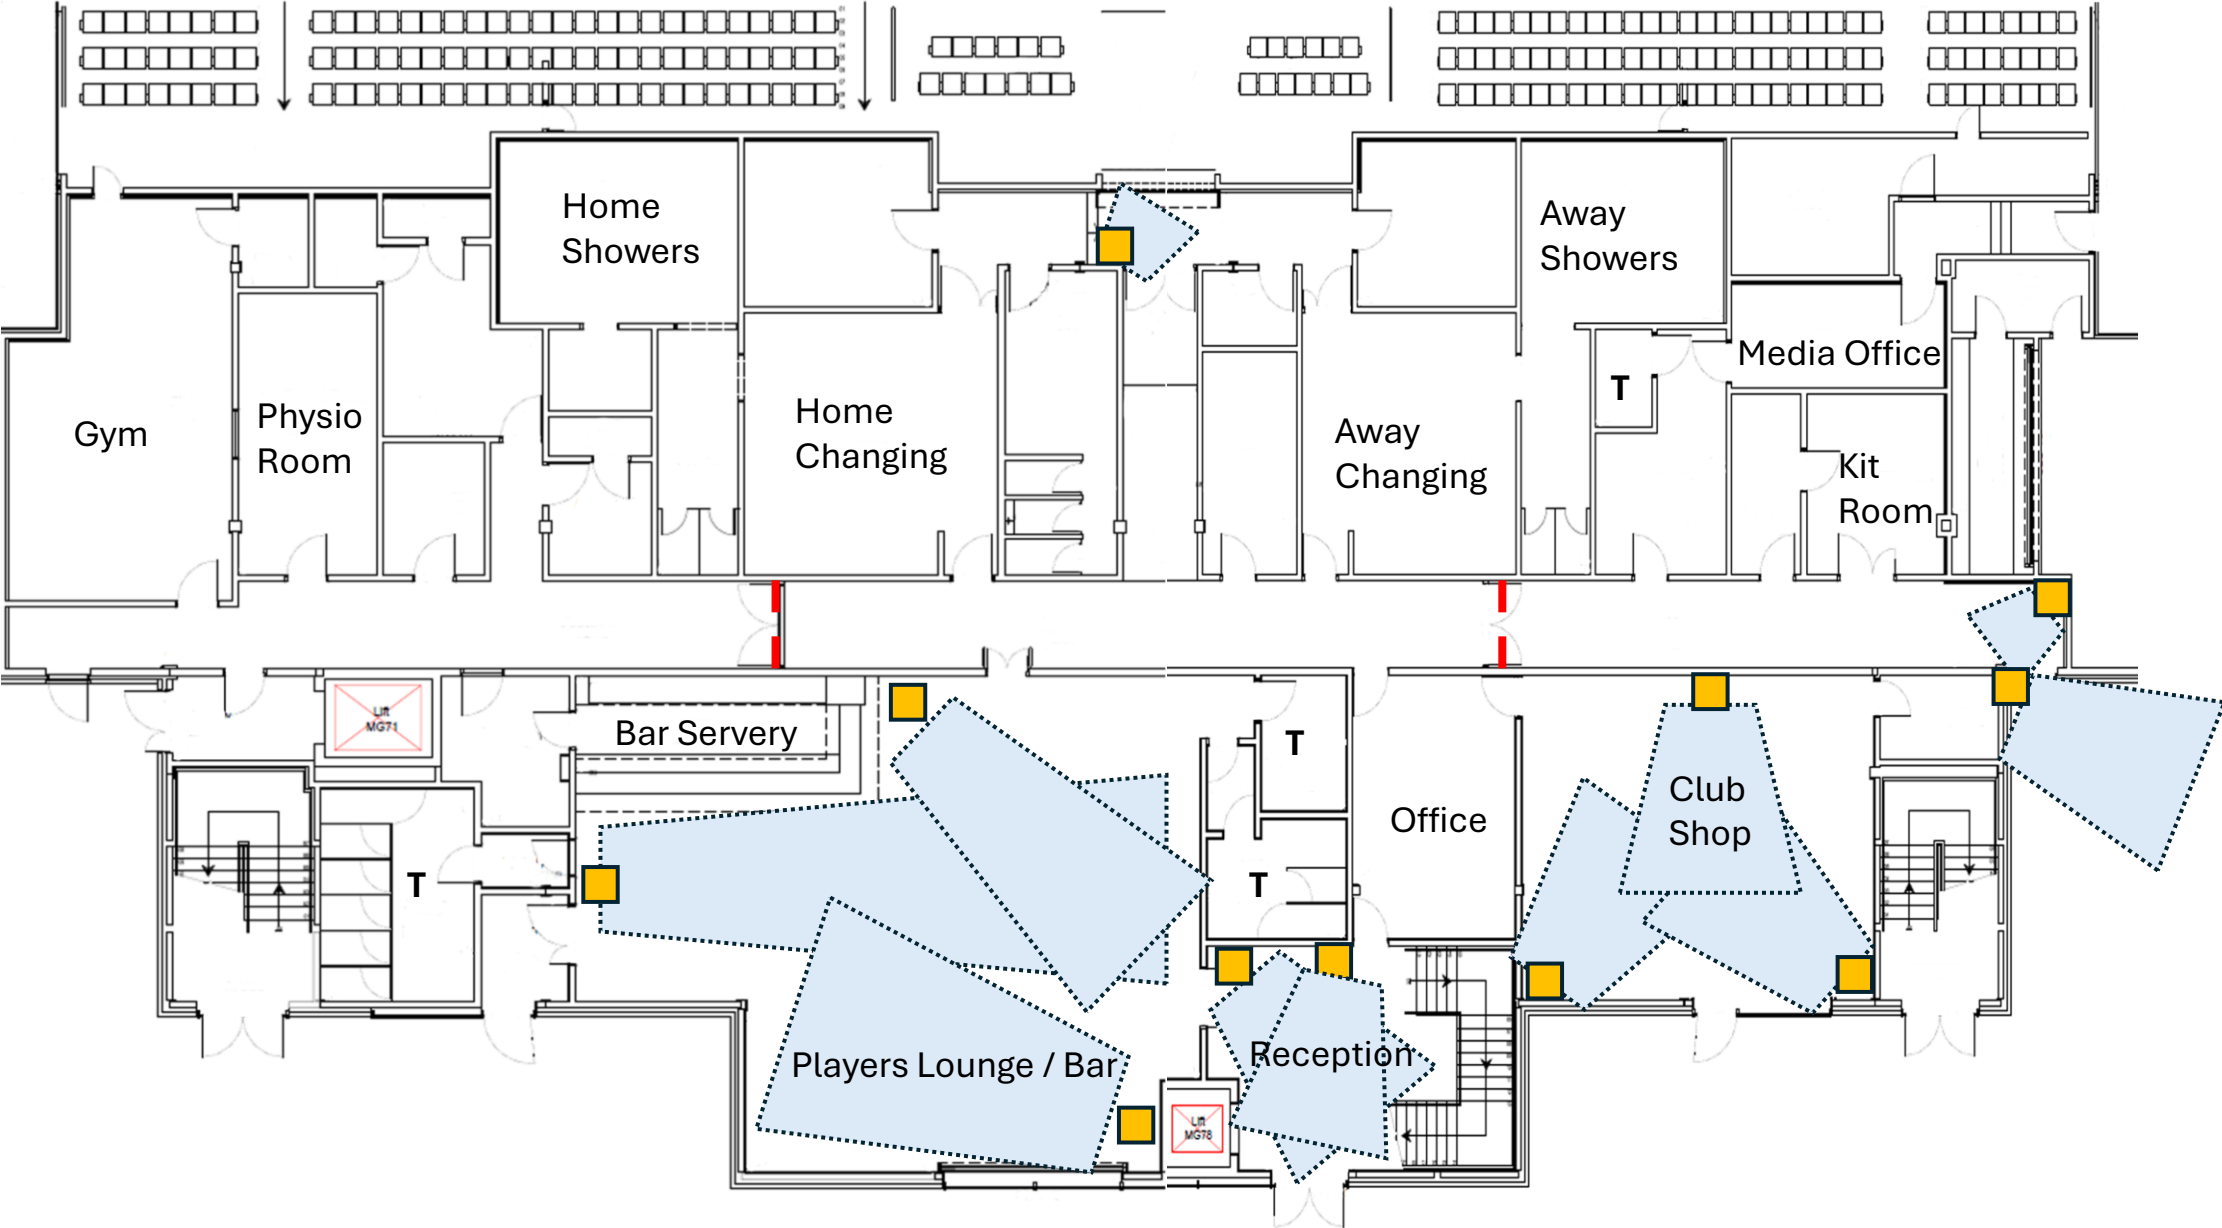 Home
Showers
Away
Showers
Media Office
T
Gym
Physio
Room
Home
Changing
Away
Changing
Kit
Room
Lift
MG71
Bar Servery
T
Club
Shop
Office
T
T
Players Lounge / Bar
Reception
Lift
MG78